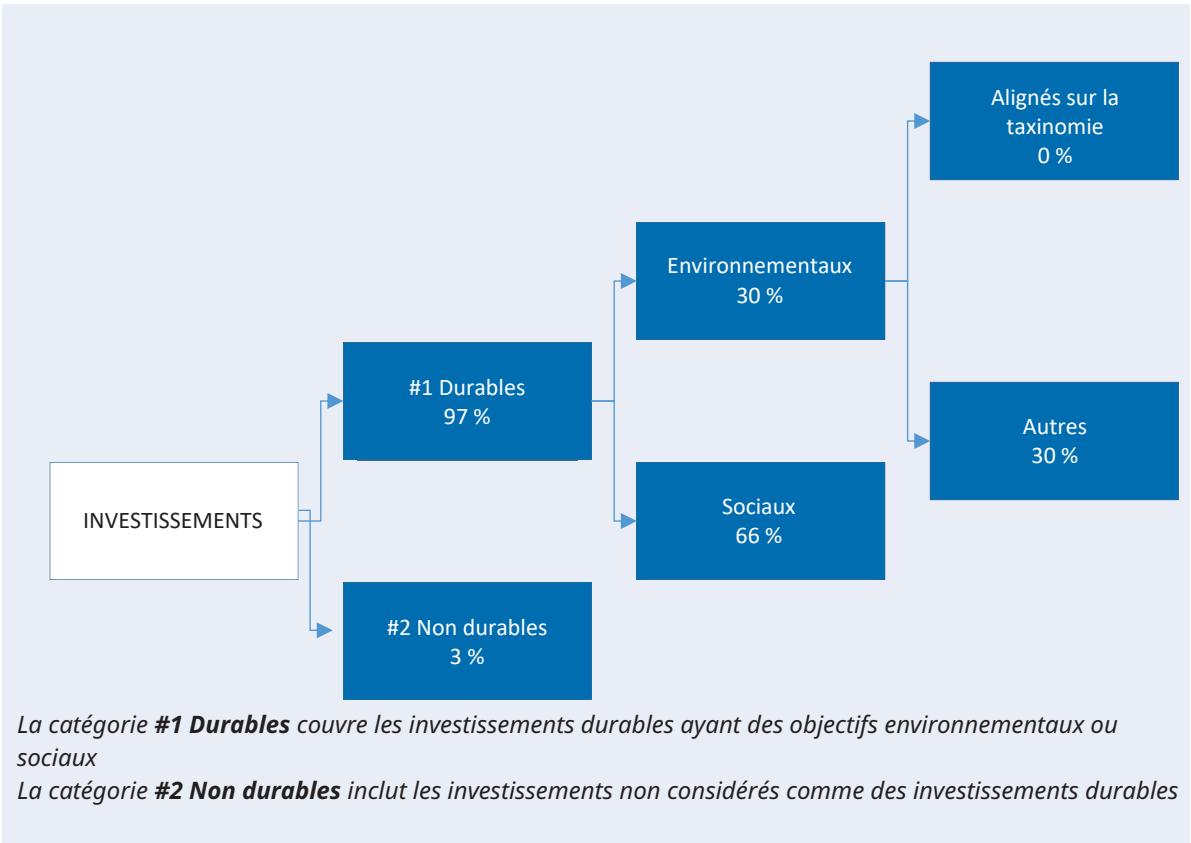 Alignés sur la
taxinomie
0 %
Environnementaux
30 %
#1 Durables
97 %
Autres
30 %
INVESTISSEMENTS
Sociaux
66 %
#2 Non durables
3 %
La catégorie #1 Durables couvre les investissements durables ayant des objectifs environnementaux ou
sociaux
La catégorie #2 Non durables inclut les investissements non considérés comme des investissements durables